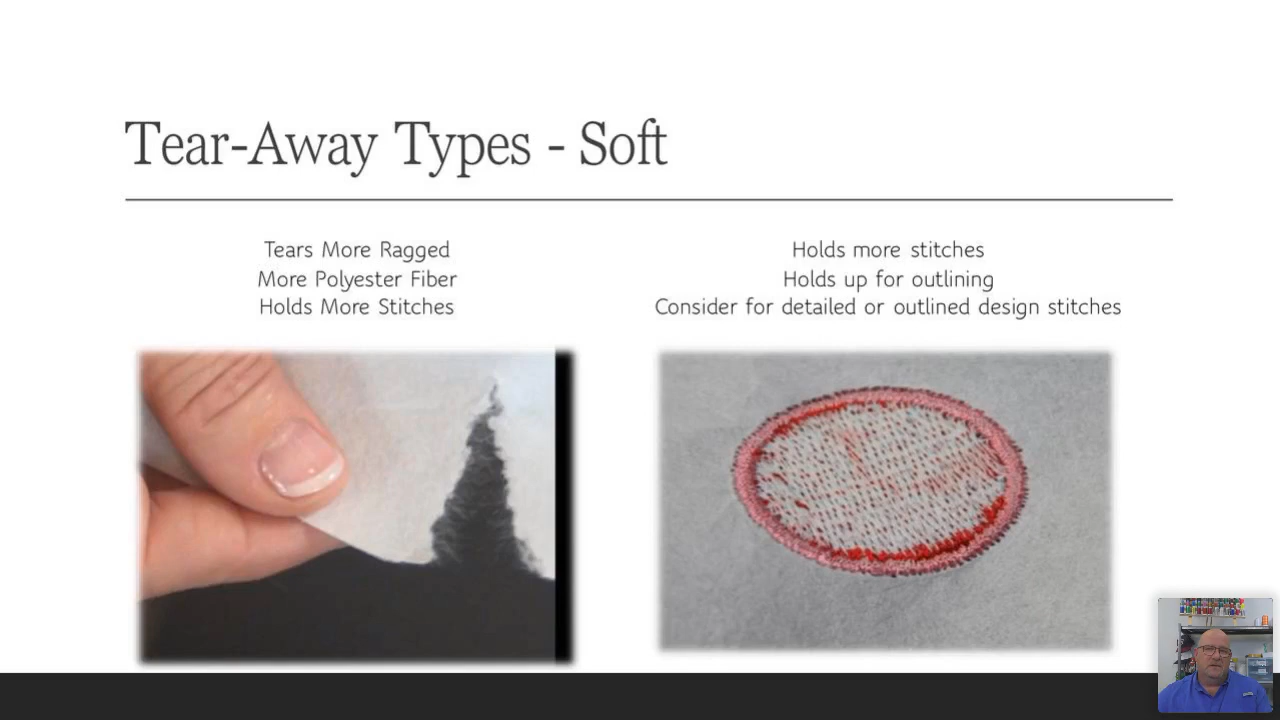 Tear-Away Types - Soft
Tears More Ragged
More Polyester Fiber
Holds More Stitches
Holds more stitches
Holds up for outlining
Consider for detailed or outlined design stitches